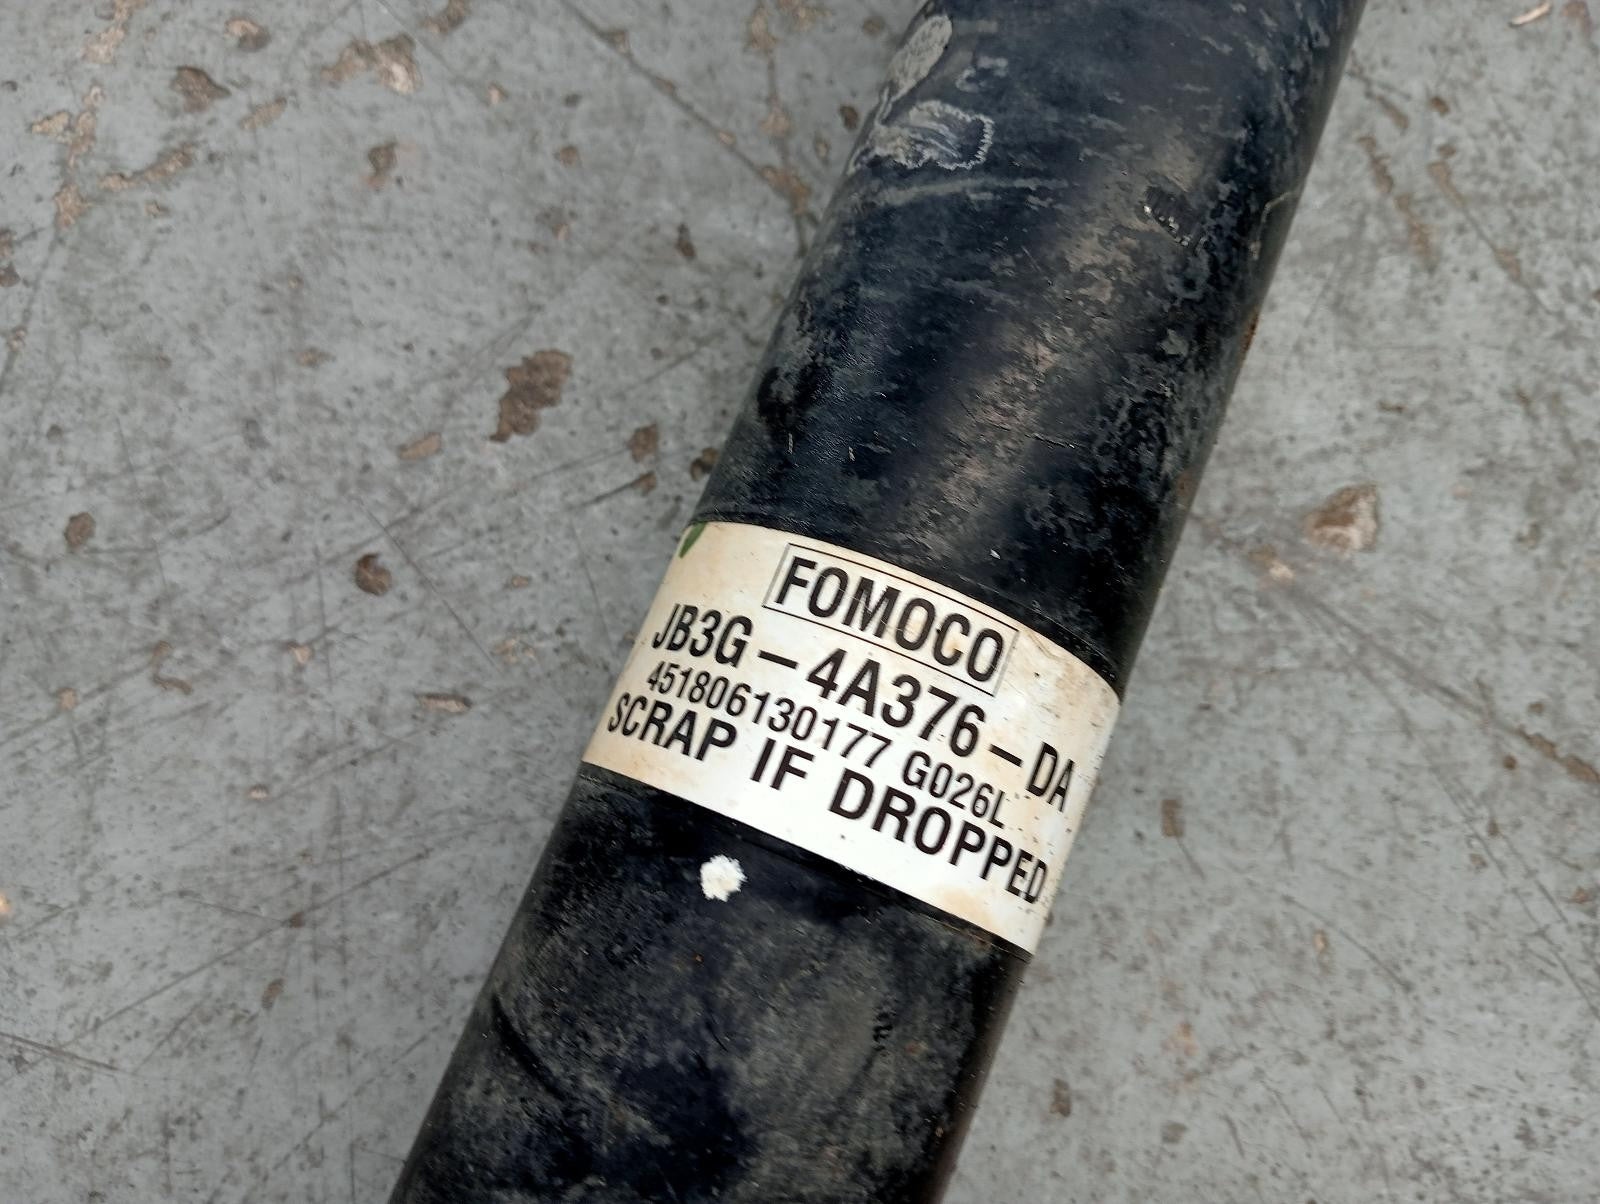 FOMOCO
JB3G-4A376-DA
451806130177 G026L
SCRAP IF DROPPED